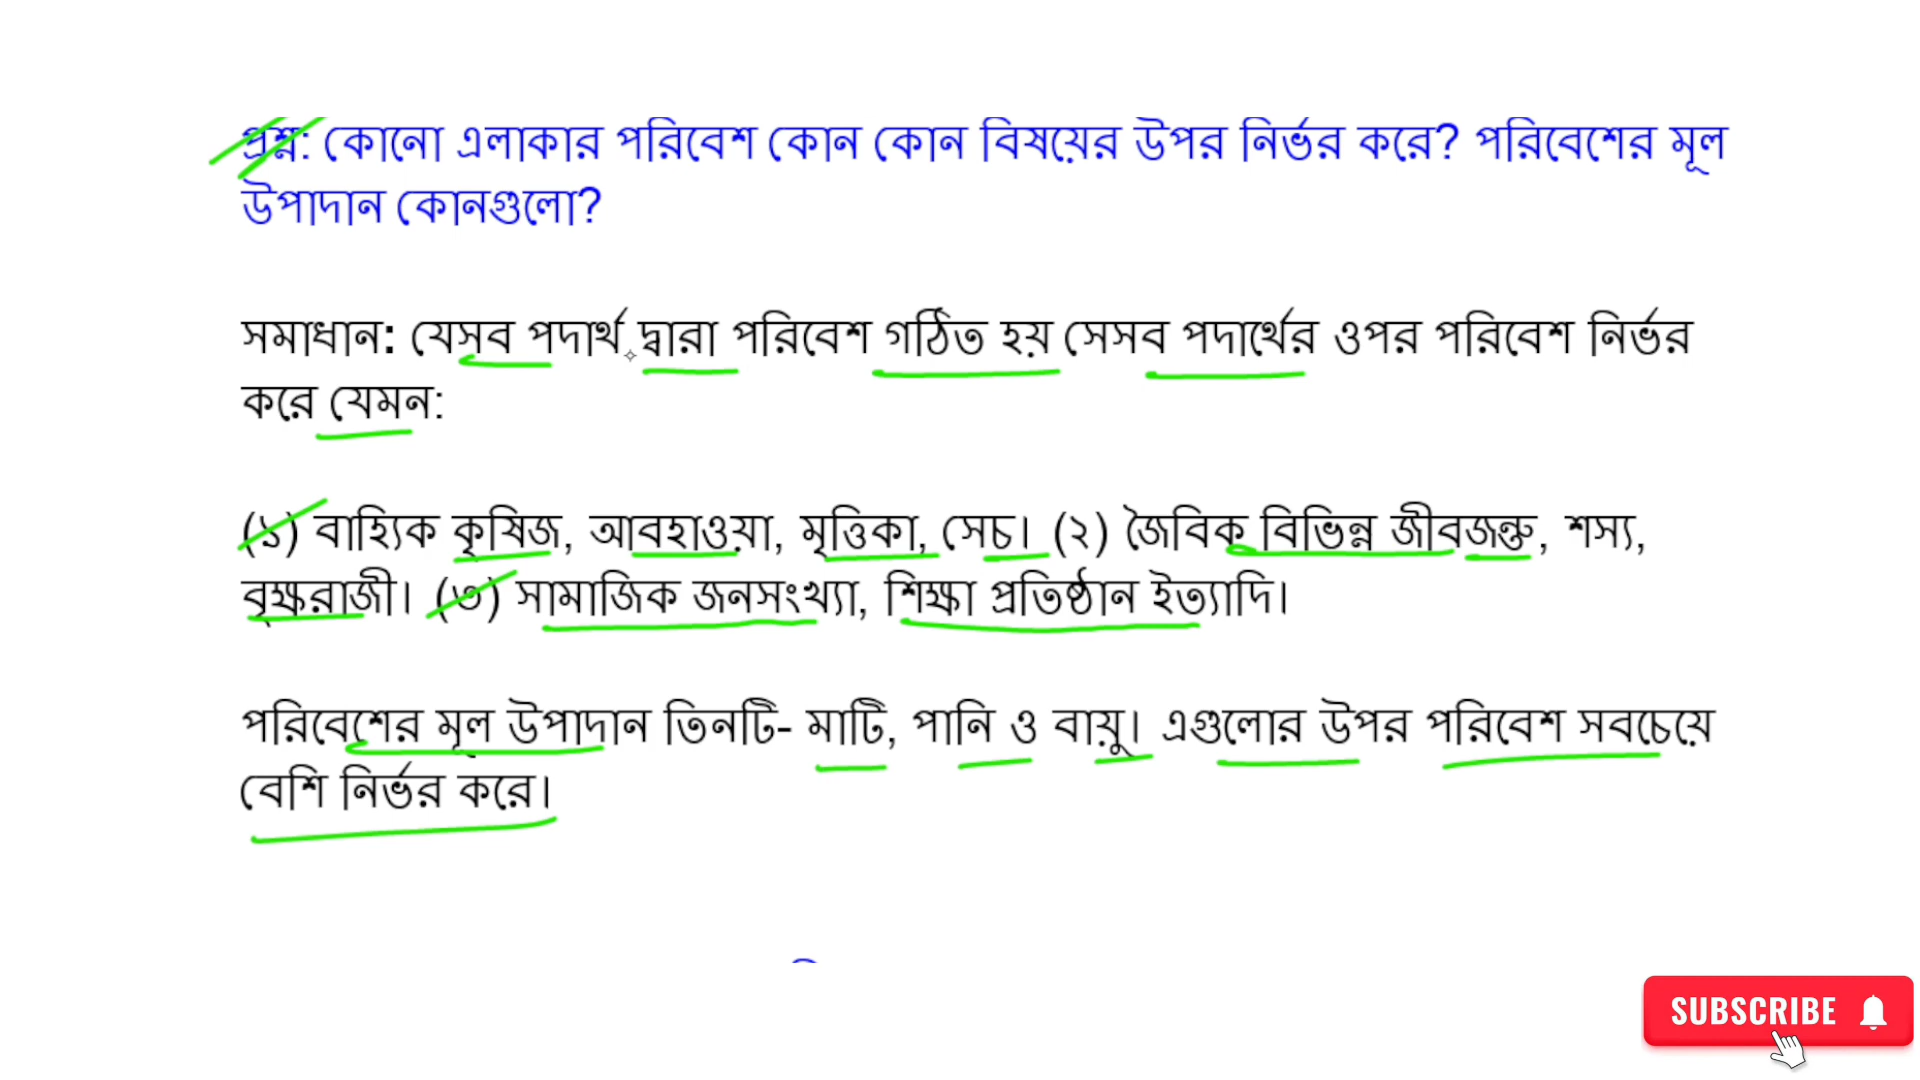 প্রশ্ন: কোনো এলাকার পরিবেশ কোন কোন বিষয়ের উপর নির্ভর করে? পরিবেশের মূল
উপাদান কোনগুলো?
সমাধান: যেসব পদার্থ দ্বারা পরিবেশ গঠিত হয় সেসব পদার্থের ওপর পরিবেশ নির্ভর
করে যেমন:
(১) বাহ্যিক কৃষিজ, আবহাওয়া, মৃত্তিকা, সেচ। (২) জৈবিক বিভিন্ন জীবজন্তু, শস্য,
বৃক্ষরাজী। (৩) সামাজিক জনসংখ্যা, শিক্ষা প্রতিষ্ঠান ইত্যাদি।
পরিবেশের মূল উপাদান তিনটি- মাটি, পানি ও বায়ু। এগুলোর উপর পরিবেশ সবচেয়ে
বেশি নির্ভর করে।
SUBSCRIBE